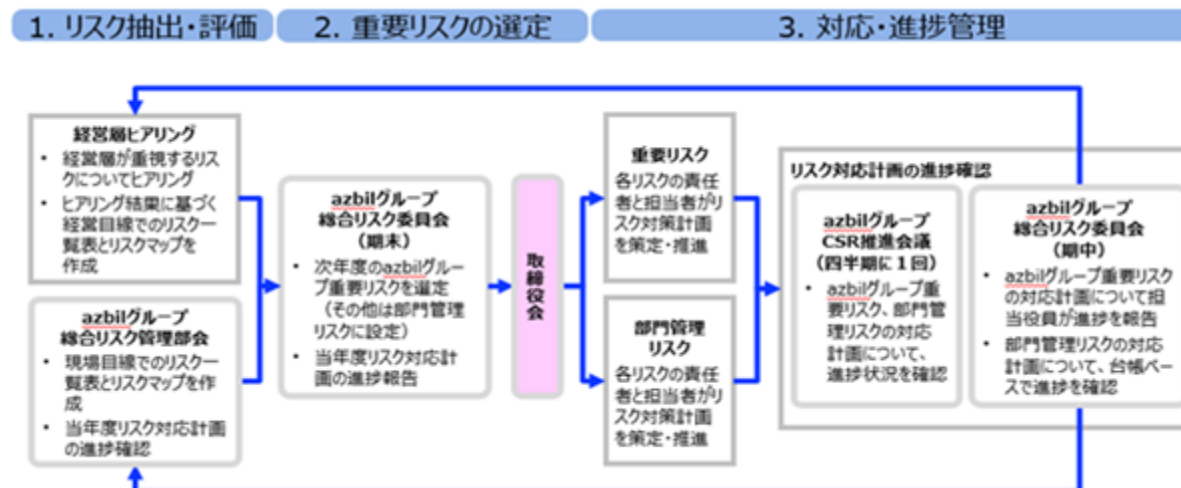 1. リスク抽出・評価
2. 重要リスクの選定
3. 対応・進捗管理
経営層ヒアリング
• 経営層が重視するリス
クについてヒアリング
• ヒアリング結果に基づく
経営目線でのリスク一
覧表とリスクマップを
作成
azbilグループ
総合リスク管理部会
• 現場目線でのリスク一
覧表とリスクマップを作
成
• 当年度リスク対応計画
の進捗確認
azbilグループ
総合リスク委員会
(期末)
• 次年度のazbilグルー
プ重要リスクを選定
(その他は部門管理
リスクに設定)
• 当年度リスク対応計
画の進捗報告
取
締
役
会
重要リスク
各リスクの責任
者と担当者がリ
スク対策計画
を策定・推進
部門管理
リスク
各リスクの責任
者と担当者がリ
スク対策計画
を策定・推進
リスク対応計画の進捗確認
azbilグループ
CSR推進会議
(四半期に1回)
• azbilグループ重
要リスク、部門管
理リスクの対応
計画について、
進捗状況を確認
azbilグループ
総合リスク委員会
(期中)
• azbilグループ重要リスク
の対応計画について担
当役員が進捗を報告
• 部門管理リスクの対応
計画について、台帳ベー
スで進捗を確認